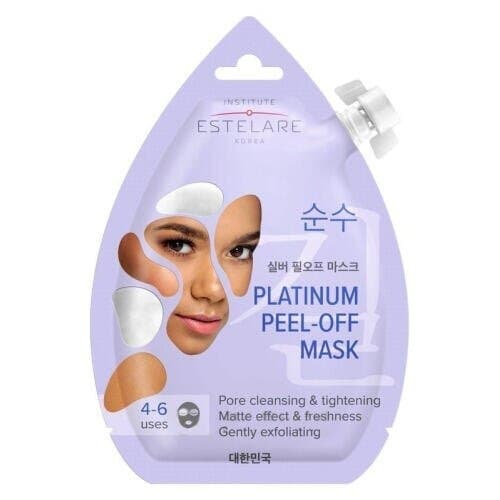 INSTITUTE
ESTELARE
KOREA
순수
실버 필오프 마스크
PLATINUM
PEEL-OFF
MASK
4-6
uses
Pore cleansing & tightening
Matte effect & freshness
Gently exfoliating
대한민국